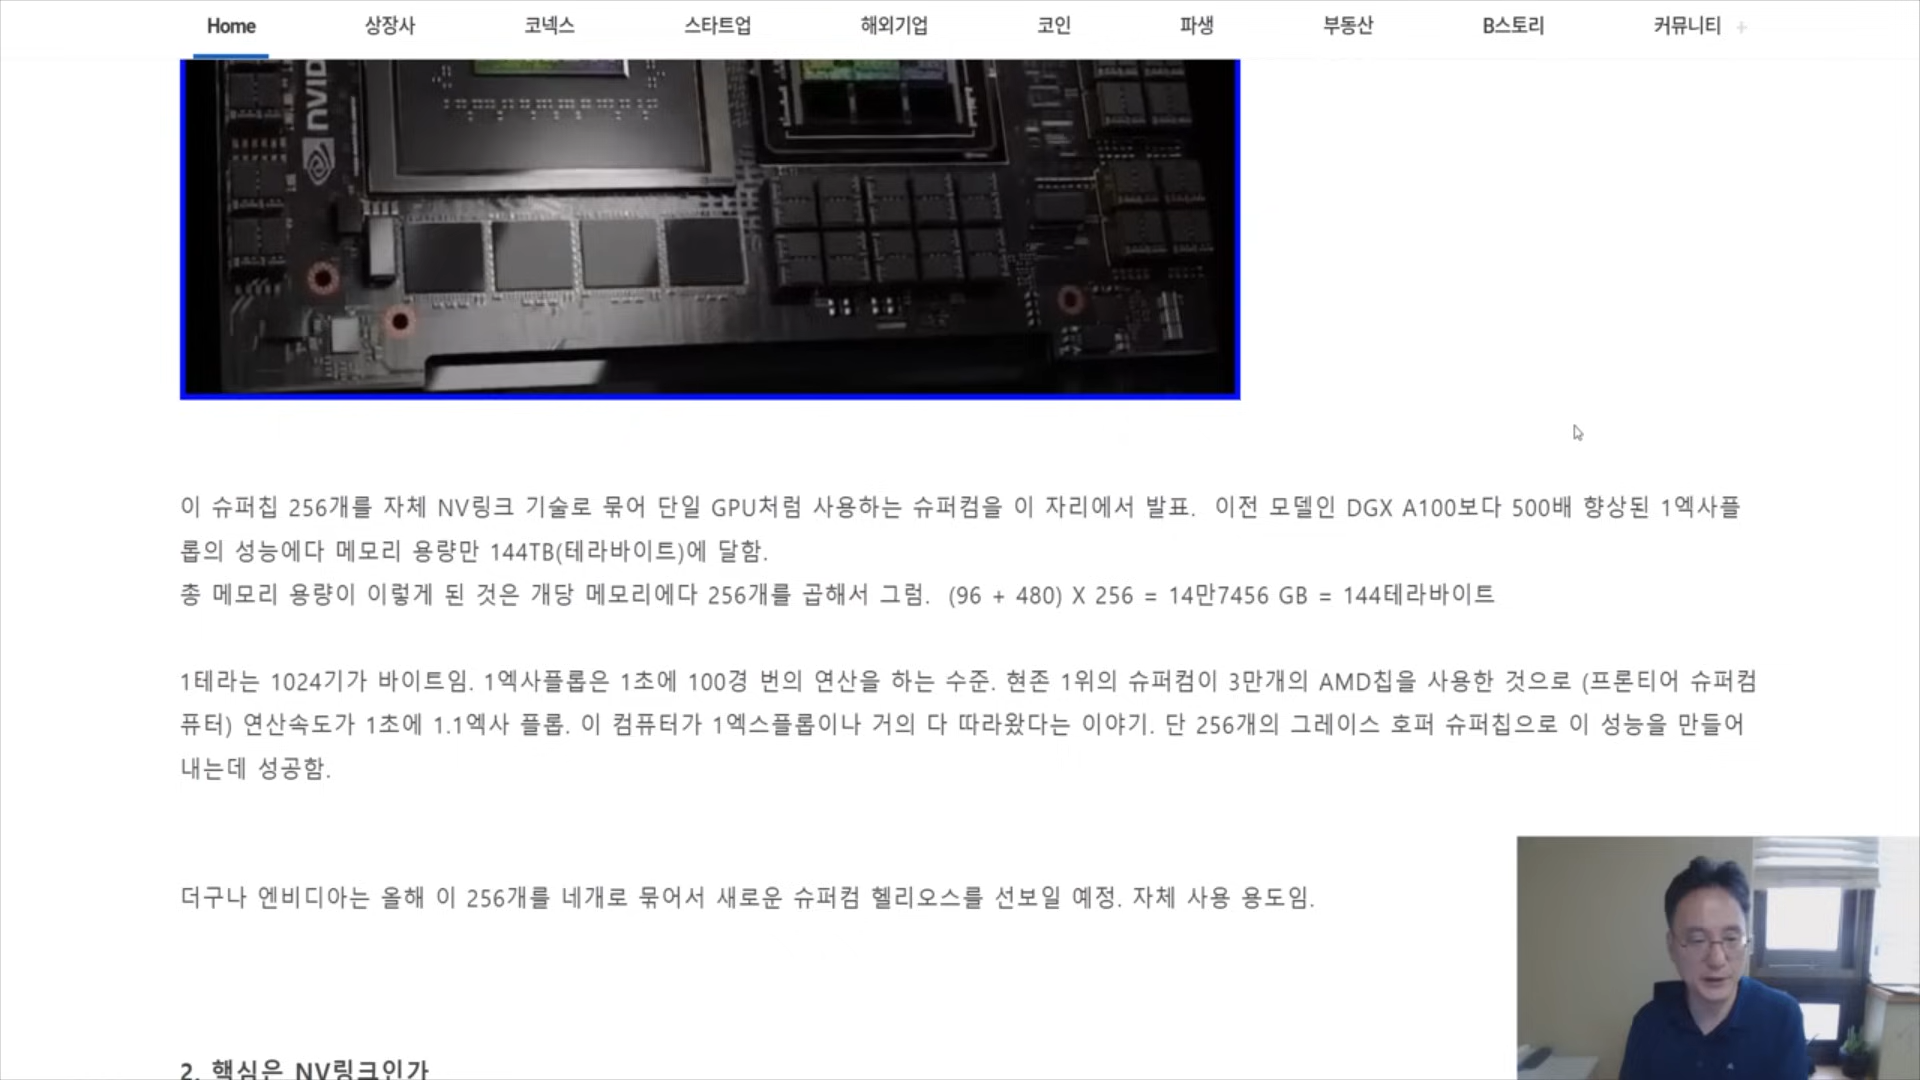 Home 상장사 코넥스 스타트업 해외기업 코인 파생 부동산 B스토리 커뮤니티 +
NVID
이 슈퍼칩 256개를 자체 NV링크 기술로 묶어 단일 GPU처럼 사용하는 슈퍼컴을 이 자리에서 발표. 이전 모델인 DGX A100보다 500배 향상된 1엑사플
롭의 성능에다 메모리 용량만 144TB(테라바이트)에 달함.
총 메모리 용량이 이렇게 된 것은 개당 메모리에다 256개를 곱해서 그럼. (96 + 480) X 256 = 14만7456 GB = 144테라바이트
1테라는 1024기가 바이트임. 1엑사플롭은 1초에 100경 번의 연산을 하는 수준. 현존 1위의 슈퍼컴이 3만개의 AMD칩을 사용한 것으로 (프론티어 슈퍼컴
퓨터) 연산속도가 1초에 1.1엑사 플롭. 이 컴퓨터가 1엑스플롭이나 거의 다 따라왔다는 이야기. 단 256개의 그레이스 호퍼 슈퍼칩으로 이 성능을 만들어
내는데 성공함.
더구나 엔비디아는 올해 이 256개를 네개로 묶어서 새로운 슈퍼컴 헬리오스를 선보일 예정. 자체 사용 용도임.
2. 핵심은 NV링크인가